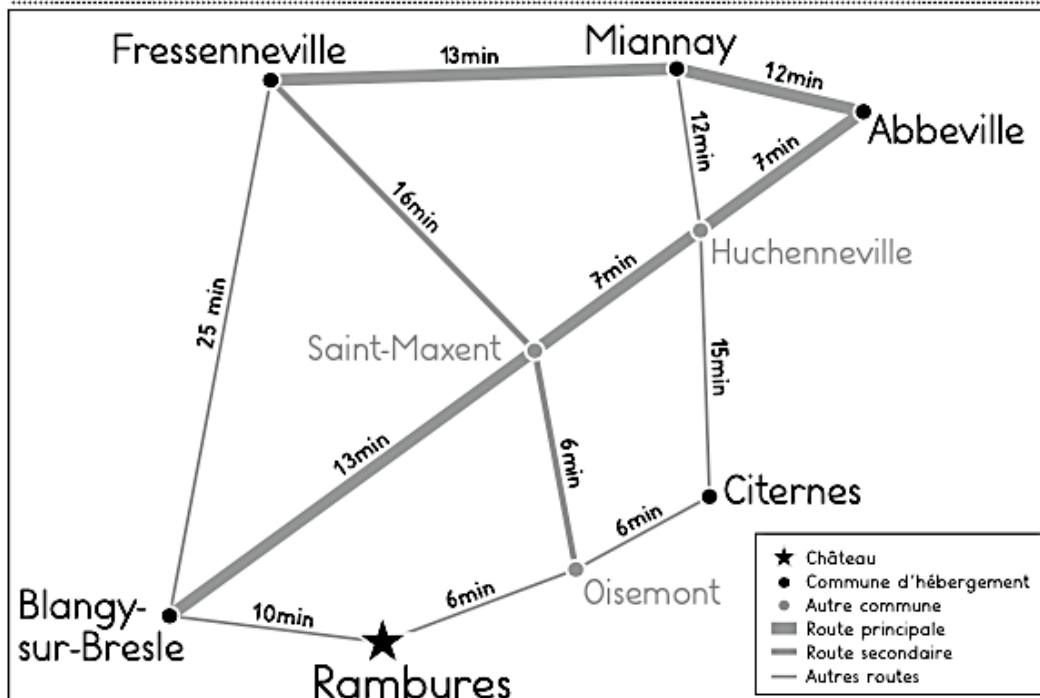 Fressenneville
13min
Miannay
12min
Abbeville
12min
7min
16min
Huchenneville
7min
25 min
Saint-Maxent
15min
13min
6min
Citernes
6min
Oisemont
6min
Blangy-
sur-Bresle
10min
Rambures
Château
Commune d'hébergement
Autre commune
Route principale
Route secondaire
Autres routes